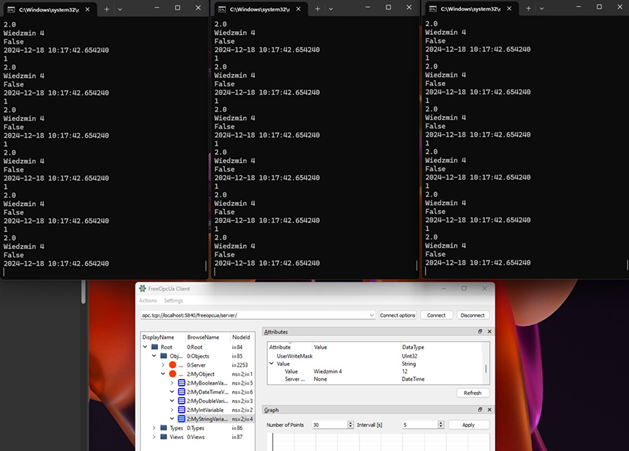 C:\Windows\system32\
2.0
Wiedzmin 4
False
2024-12-18 10:17:42.654240
1
2.0
Wiedzmin 4
False
2024-12-18 10:17:42.654240
1
2.0
Wiedzmin 4
False
2024-12-18 10:17:42.654240
1
2.0
Wiedzmin 4
False
2024-12-18 10:17:42.654240
1
2.0
Wiedzmin 4
False
2024-12-18 10:17:42.654240
1
2.0
Wiedzmin 4
False
2024-12-18 10:17:42.654240
C:\Windows\system32\
2.0
Wiedzmin 4
False
2024-12-18 10:17:42.654240
1
2.0
Wiedzmin 4
False
2024-12-18 10:17:42.654240
1
2.0
Wiedzmin 4
False
2024-12-18 10:17:42.654240
1
2.0
Wiedzmin 4
False
2024-12-18 10:17:42.654240
1
2.0
Wiedzmin 4
False
2024-12-18 10:17:42.654240
1
2.0
Wiedzmin 4
False
2024-12-18 10:17:42.654240
C:\Windows\system32\
2.0
Wiedzmin 4
False
2024-12-18 10:17:42.654240
1
2.0
Wiedzmin 4
False
2024-12-18 10:17:42.654240
1
2.0
Wiedzmin 4
False
2024-12-18 10:17:42.654240
1
2.0
Wiedzmin 4
False
2024-12-18 10:17:42.654240
1
2.0
Wiedzmin 4
False
2024-12-18 10:17:42.654240
1
2.0
Wiedzmin 4
False
2024-12-18 10:17:42.654240
FreeOpcUa Client
Actions Settings
opc.tcp://localhost:5840/freeopcua/server/ Connect options Connect Disconnect
DisplayName BrowseName NodeId
Root 0:Root i=84
Obj... 0:Objects i=85
0:Server i=2253
... 2:MyObject ns=2;i=1
2:MyBooleanVa... ns=2;i=5
2:MyDateTimeV... ns=2;i=6
2:MyDoubleVari... ns=2;i=3
2:MyIntVariable ns=2;i=2
2:MyStringVaria... ns=2;i=4
Types 0:Types i=86
Views 0:Views i=87
Attributes
Attribute Value DataType
UserWriteMask UInt32
Value String
Value Wiedzmin 4 12
Server ... None DateTime
Refresh
Graph
Number of Points 30 Interval [s] 5 Apply